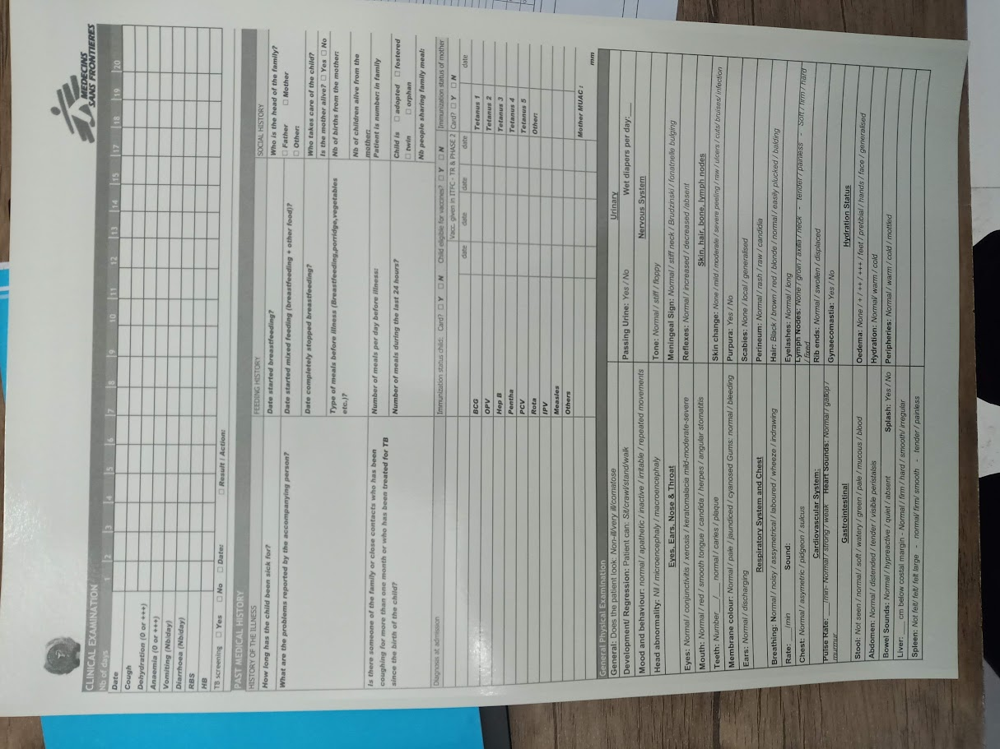 MEDECINS
SANS FRONTIERES
CLINICAL EXAMINATION
Nb of days 1 2 3 4 5 6 7 8 9 10 11 12 13 14 15 16 17 18 19 20
Date
Cough
Dehydration (0 or +++)
Anaemia (0 or +++)
Vomiting (Nb/day)
Diarrhoea (Nb/day)
RBS
HB
TB screening □ Yes □ No □ Date: □ Result / Action:
PAST MEDICAL HISTORY
HISTORY OF THE ILLNESS
How long has the child been sick for?
What are the problems reported by the accompanying person?
Is there someone of the family or close contacts who has been
coughing for more than one month or who has been treated for TB
since the birth of the child?
Diagnosis at admission
FEEDING HISTORY
Date started breastfeeding?
Date started mixed feeding (breastfeeding + other food)?
Date completely stopped breastfeeding?
Type of meals before illness (Breastfeeding,porridge,vegetables
etc.)?
Number of meals per day before illness:
Number of meals during the last 24 hours?
SOCIAL HISTORY
Who is the head of the family?
□ Father □ Mother
□ Other:
Who takes care of the child?
Is the mother alive? □ Yes □ No
Nb of births from the mother:
Nb of children alive from the
mother:
Patient is number: in family
Child is □ adopted □ fostered
□ twin □ orphan
Nb people sharing family meal:
Immunization status child: Card? □ Y □ N Child eligible for vaccines? □ Y □ N Immunization status of mother
Vacc. given in ITFC - TR & PHASE 2 Card? □ Y □ N
date date date date date
BCG Tetanus 1
OPV Tetanus 2
Hep B Tetanus 3
Pentha Tetanus 4
PCV Tetanus 5
Rota Other:
IPV
Measles
Others
Mother MUAC : mm
General Physical Examination
General: Does the patient look: Non-ill/very ill/comatose
Development/ Regression: Patient can: Sit/crawl/stand/walk
Mood and behaviour: normal / apathetic / inactive / irritable / repeated movements
Head abnormality: Nil / microencephaly / macroencephaly
Eyes, Ears, Nose & Throat
Eyes: Normal / conjunctivitis / xerosis / keratomalacia mild-moderate-severe
Mouth: Normal / red / smooth tongue / candida / herpes / angular stomatitis
Teeth: Number __/__ normal / caries / plaque
Membrane colour: Normal / pale / jaundiced / cyanosed Gums: normal / bleeding
Ears: Normal / discharging
Respiratory System and Chest
Breathing: Normal / noisy / assymetrical / laboured / wheeze / indrawing
Rate: ___/min Sound:
Chest: Normal / asymetric / pidgeon / sulcus
Cardiovascular System:
Pulse Rate: ___/min- Normal / strong / weak Heart Sounds: Normal / gallop /
murmur
Gastrointestinal
Stool: Not seen / normal / soft / watery / green / pale / mucous / blood
Abdomen: Normal / distended / tender / visible peristalsis
Bowel Sounds: Normal / hypreactive / quiet / absent Splash: Yes / No
Liver: ____ cm below costal margin - Normal / firm / hard / smooth/ irregular
Spleen: Not felt/ felt/ felt large - normal/ firm/ smooth - tender / painless
Urinary
Passing Urine: Yes / No Wet diapers per day:___
Nervous System
Tone: Normal / stiff / floppy
Meningeal Sign: Normal / stiff neck / Brudzinski / fonatnelle bulging
Reflexes: Normal / increased / decreased /absent
Skin, hair, bone, lymph nodes
Skin change: None / mild / moderate / severe peeling / raw / ulcers / cuts/ bruises/ infection
Purpura: Yes / No
Scabies: None / local / generalised
Perineum: Normal / rash / raw / candidia
Hair: Black / brown / red / blonde / normal / easily plucked / balding
Eyelashes: Normal / long
Lymph Nodes: None / groin / axilla / neck - tender / painless - soft / firm / hard
/ fixed
Rib ends: Normal / swollen / displaced
Gynaecomastia: Yes / No
Hydration Status
Oedema: None / + / ++ / +++ / feet / pretibial / hands / face / generalised
Hydration: Normal/ warm / cold
Peripheries: Normal / warm / cold / mottled